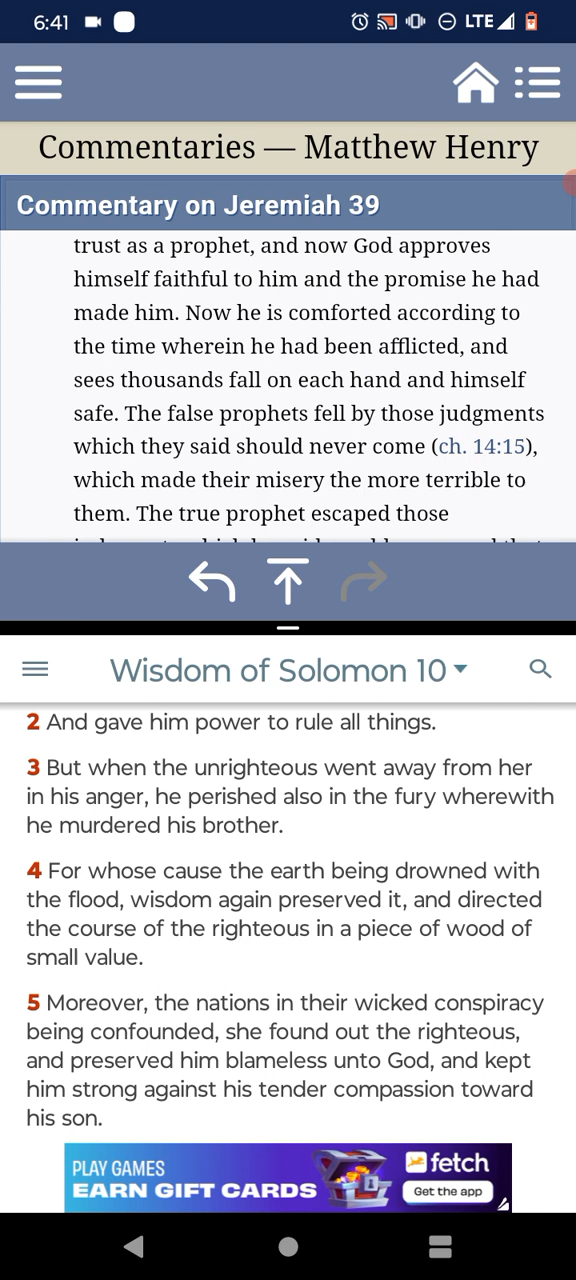 6:41
LTE
Commentaries — Matthew Henry
Commentary on Jeremiah 39
trust as a prophet, and now God approves
himself faithful to him and the promise he had
made him. Now he is comforted according to
the time wherein he had been afflicted, and
sees thousands fall on each hand and himself
safe. The false prophets fell by those judgments
which they said should never come (ch. 14:15),
which made their misery the more terrible to
them. The true prophet escaped those
Wisdom of Solomon 10
2 And gave him power to rule all things.
3 But when the unrighteous went away from her
in his anger, he perished also in the fury wherewith
he murdered his brother.
4 For whose cause the earth being drowned with
the flood, wisdom again preserved it, and directed
the course of the righteous in a piece of wood of
small value.
5 Moreover, the nations in their wicked conspiracy
being confounded, she found out the righteous,
and preserved him blameless unto God, and kept
him strong against his tender compassion toward
his son.
PLAY GAMES
EARN GIFT CARDS
fetch
Get the app